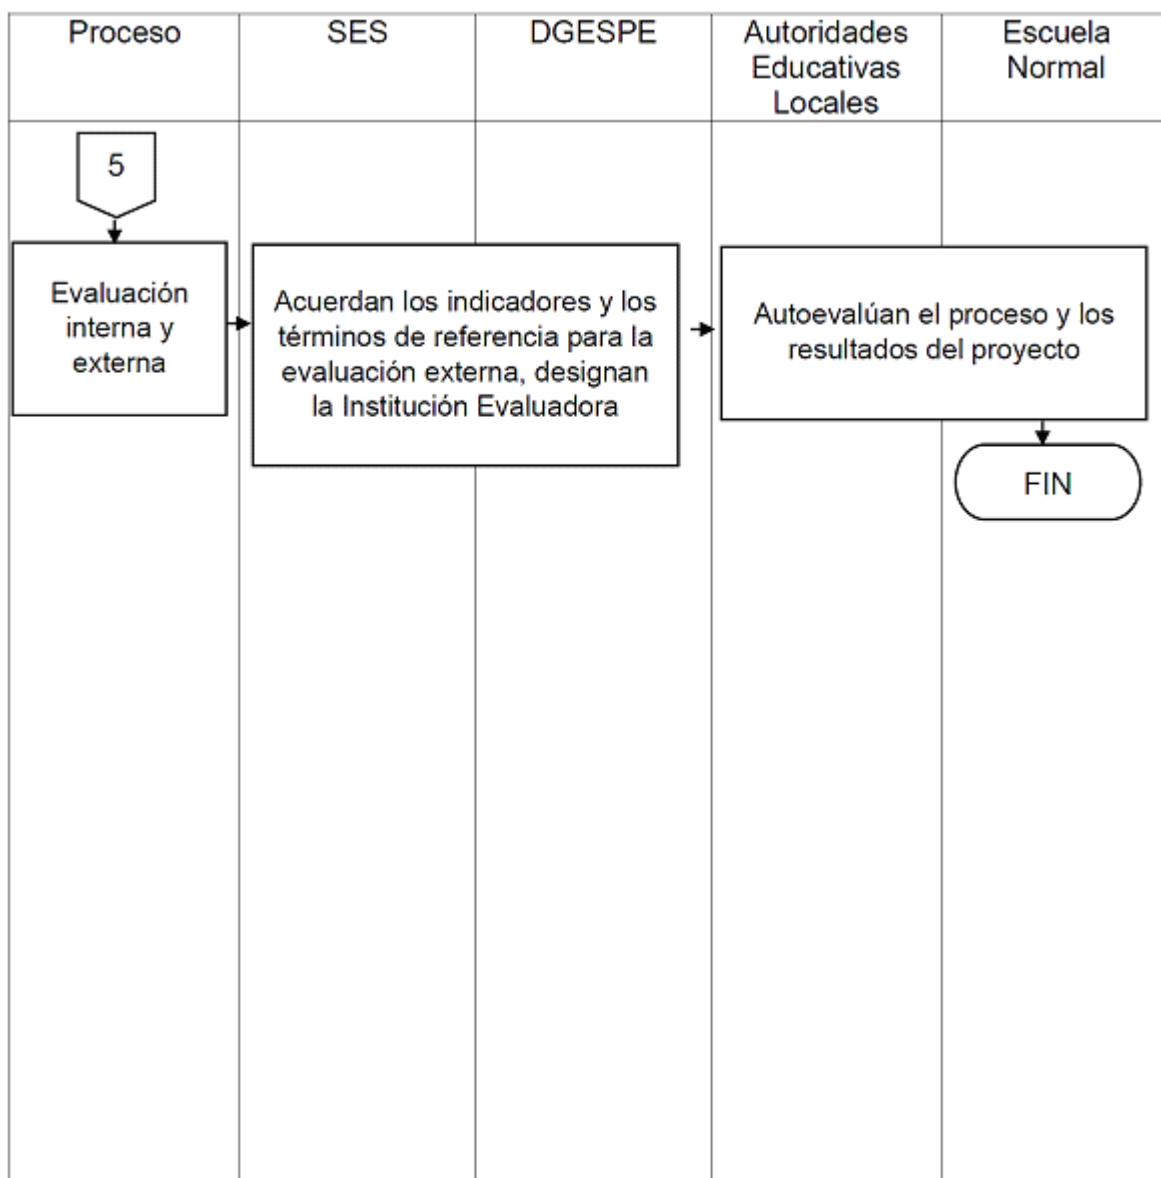 Proceso
SES
DGESPE
Autoridades
Educativas
Locales
Escuela
Normal
5
Evaluación
interna y
externa
Acuerdan los indicadores y los
términos de referencia para la
evaluación externa, designan
la Institución Evaluadora
Autoevalúan el proceso y los
resultados del proyecto
FIN